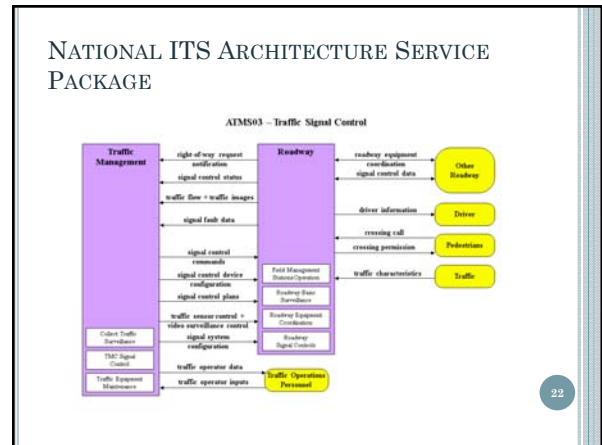 NATIONAL ITS ARCHITECTURE SERVICE
PACKAGE
ATMS03 – Traffic Signal Control
Traffic
Management
right-of-way request
notification
signal control status
traffic flow + traffic images
signal fault data
signal control
commands
signal control device
configuration
signal control plans
traffic sensor control +
video surveillance control
signal system
configuration
Collect Traffic
Surveillance
TMC Signal
Control
Traffic Equipment
Maintenance
traffic operator data
traffic operator inputs
Traffic Operations
Personnel
Roadway
Field Management
Stations Operation
Roadway Basic
Surveillance
Roadway Equipment
Coordination
Roadway
Signal Controls
roadway equipment
coordination
signal control data
driver information
crossing call
crossing permission
traffic characteristics
Other
Roadway
Driver
Pedestrians
Traffic
22